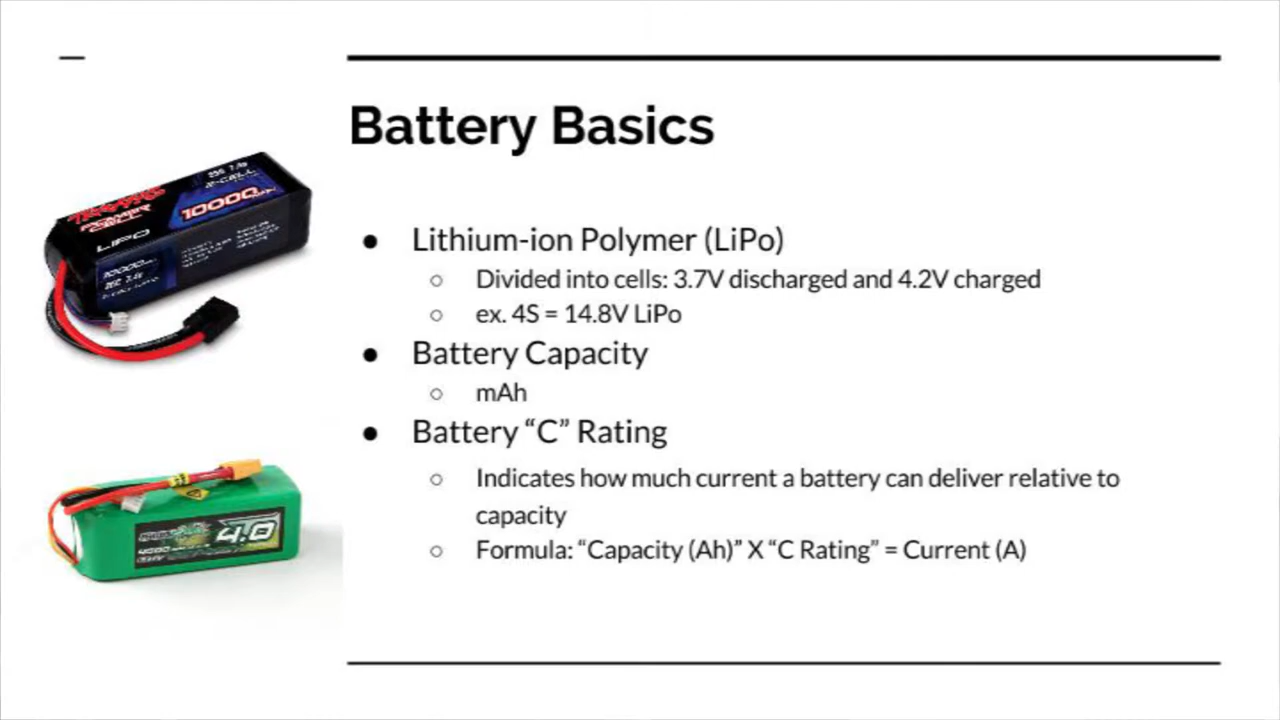 Battery Basics
● Lithium-ion Polymer (LiPo)
○ Divided into cells: 3.7V discharged and 4.2V charged
○ ex. 4S = 14.8V LiPo
● Battery Capacity
○ mAh
● Battery “C” Rating
○ Indicates how much current a battery can deliver relative to
capacity
○ Formula: “Capacity (Ah)” X “C Rating” = Current (A)
10000
LIPO
10000
4.0